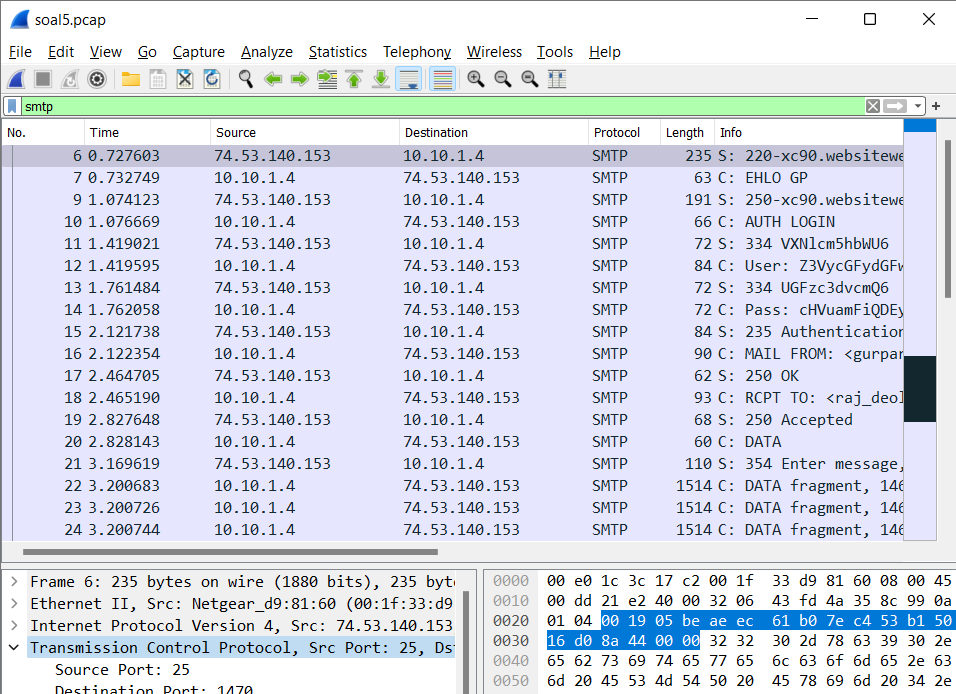 soal5.pcap
File Edit View Go Capture Analyze Statistics Telephony Wireless Tools Help
smtp
No. Time Source Destination Protocol Length Info
6 0.727603 74.53.140.153 10.10.1.4 SMTP 235 S: 220-xc90.websitewe
7 0.732749 10.10.1.4 74.53.140.153 SMTP 63 C: EHLO GP
9 1.074123 74.53.140.153 10.10.1.4 SMTP 191 S: 250-xc90.websitewe
10 1.076669 10.10.1.4 74.53.140.153 SMTP 66 C: AUTH LOGIN
11 1.419021 74.53.140.153 10.10.1.4 SMTP 72 S: 334 VXNlcm5hbWU6
12 1.419595 10.10.1.4 74.53.140.153 SMTP 84 C: User: Z3VycGFydGFw
13 1.761484 74.53.140.153 10.10.1.4 SMTP 72 S: 334 UGFzc3dvcmQ6
14 1.762058 10.10.1.4 74.53.140.153 SMTP 72 C: Pass: cHVuamFiQDEy
15 2.121738 74.53.140.153 10.10.1.4 SMTP 84 S: 235 Authentication
16 2.122354 10.10.1.4 74.53.140.153 SMTP 90 C: MAIL FROM: <gurpar
17 2.464705 74.53.140.153 10.10.1.4 SMTP 62 S: 250 OK
18 2.465190 10.10.1.4 74.53.140.153 SMTP 93 C: RCPT TO: <raj_deol
19 2.827648 74.53.140.153 10.10.1.4 SMTP 68 S: 250 Accepted
20 2.828143 10.10.1.4 74.53.140.153 SMTP 60 C: DATA
21 3.169619 74.53.140.153 10.10.1.4 SMTP 110 S: 354 Enter message,
22 3.200683 10.10.1.4 74.53.140.153 SMTP 1514 C: DATA fragment, 146
23 3.200726 10.10.1.4 74.53.140.153 SMTP 1514 C: DATA fragment, 146
24 3.200744 10.10.1.4 74.53.140.153 SMTP 1514 C: DATA fragment, 146
Frame 6: 235 bytes on wire (1880 bits), 235 byte
Ethernet II, Src: Netgear_d9:81:60 (00:1f:33:d9
Internet Protocol Version 4, Src: 74.53.140.153
Transmission Control Protocol, Src Port: 25, Dst
Source Port: 25
Destination Port: 1470
0000 00 e0 1c 3c 17 c2 00 1f 33 d9 81 60 08 00 45
0010 00 dd 21 e2 40 00 32 06 43 fd 4a 35 8c 99 0a
0020 01 04 00 19 05 be ae ec 61 b0 7e c4 53 b1 50
0030 16 d0 8a 44 00 00 32 32 30 2d 78 63 39 30 2e
0040 65 62 73 69 74 65 77 65 6c 63 6f 6d 65 2e 63
0050 6d 20 45 53 4d 54 50 20 45 78 69 6d 20 34 2e